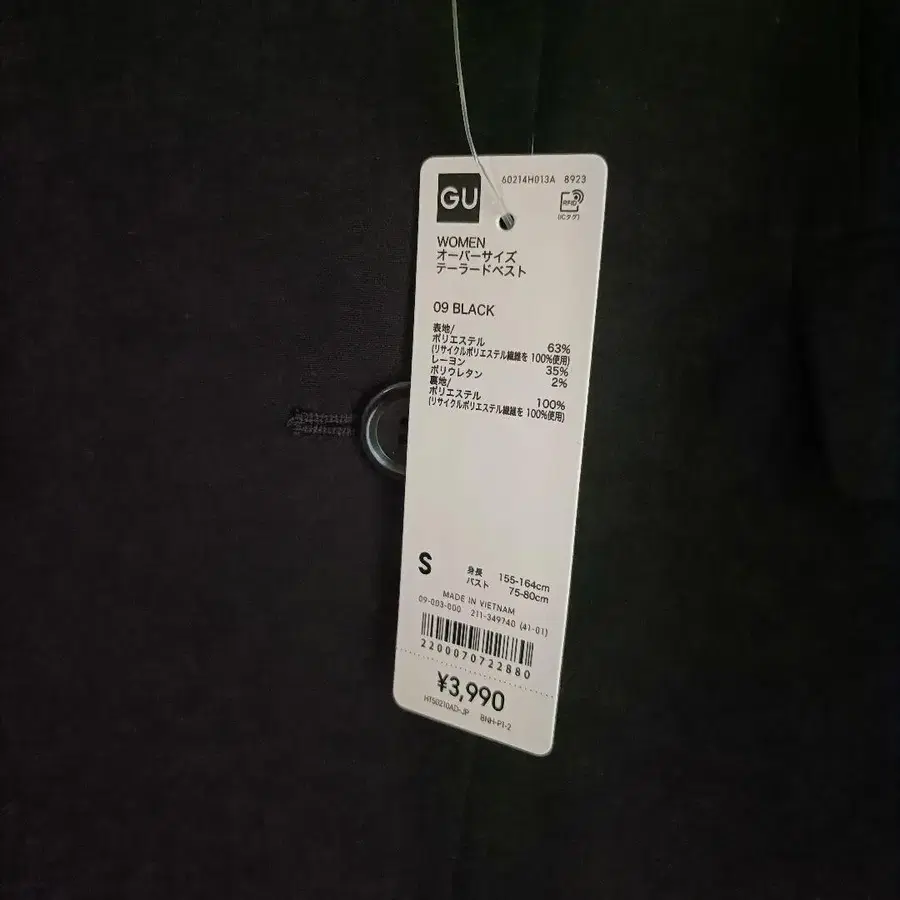 GU
60214H013A 8923
RFID
(ICタグ)
WOMEN
オーバーサイズ
テーラードベスト
09 BLACK
表地/
ポリエステル 63%
(リサイクルポリエステル繊維を 100%使用)
レーヨン 35%
ポリウレタン 2%
裏地/
ポリエステル 100%
(リサイクルポリエステル繊維を 100%使用)
S 身長 155-164cm
バスト 75-80cm
MADE IN VIETNAM
09-003-000 211-349740 (41-01)
2200070722880
¥3,990
HT50210AD-JP BNH-P1-2